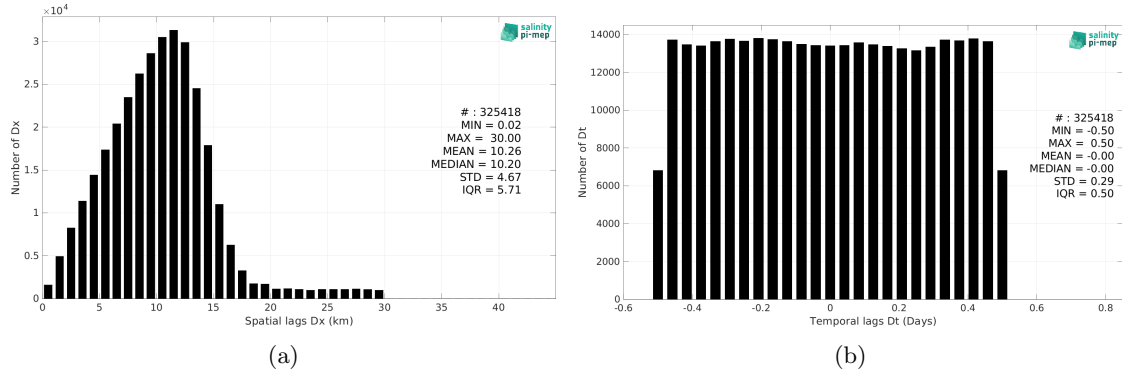 ×10⁴
3
2.5
2
1.5
1
0.5
0
0
5
10
15
20
25
30
35
40
Number of Dx
Spatial lags Dx (km)
salinity
pi-mep
# : 325418
MIN = 0.02
MAX = 30.00
MEAN = 10.26
MEDIAN = 10.20
STD = 4.67
IQR = 5.71
(a)
14000
12000
10000
8000
6000
4000
2000
0
-0.6
-0.4
-0.2
0
0.2
0.4
0.6
0.8
Number of Dt
Temporal lags Dt (Days)
salinity
pi-mep
# : 325418
MIN = -0.50
MAX = 0.50
MEAN = -0.00
MEDIAN = -0.00
STD = 0.29
IQR = 0.50
(b)